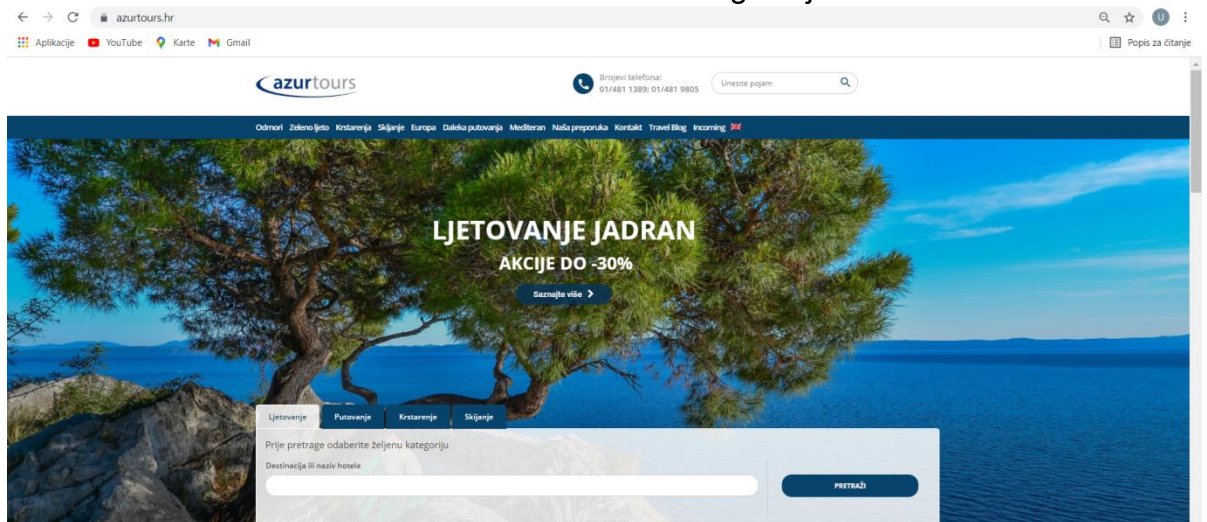 azurtours.hr
U
Aplikacije YouTube Karte Gmail Popis za čitanje
azurtours
Brojevi telefona:
01/481 1389; 01/481 9805
Unesite pojam
Odmori Zeleno ljeto Krstarenja Skijanje Europa Daleka putovanja Mediteran Naša preporuka Kontakt Travel Blog Incoming
LJETOVANJE JADRAN
AKCIJE DO -30%
Saznajte više
Ljetovanje Putovanje Krstarenje Skijanje
Prije pretrage odaberite željenu kategoriju
Destinacija ili naziv hotela
PRETRAŽI